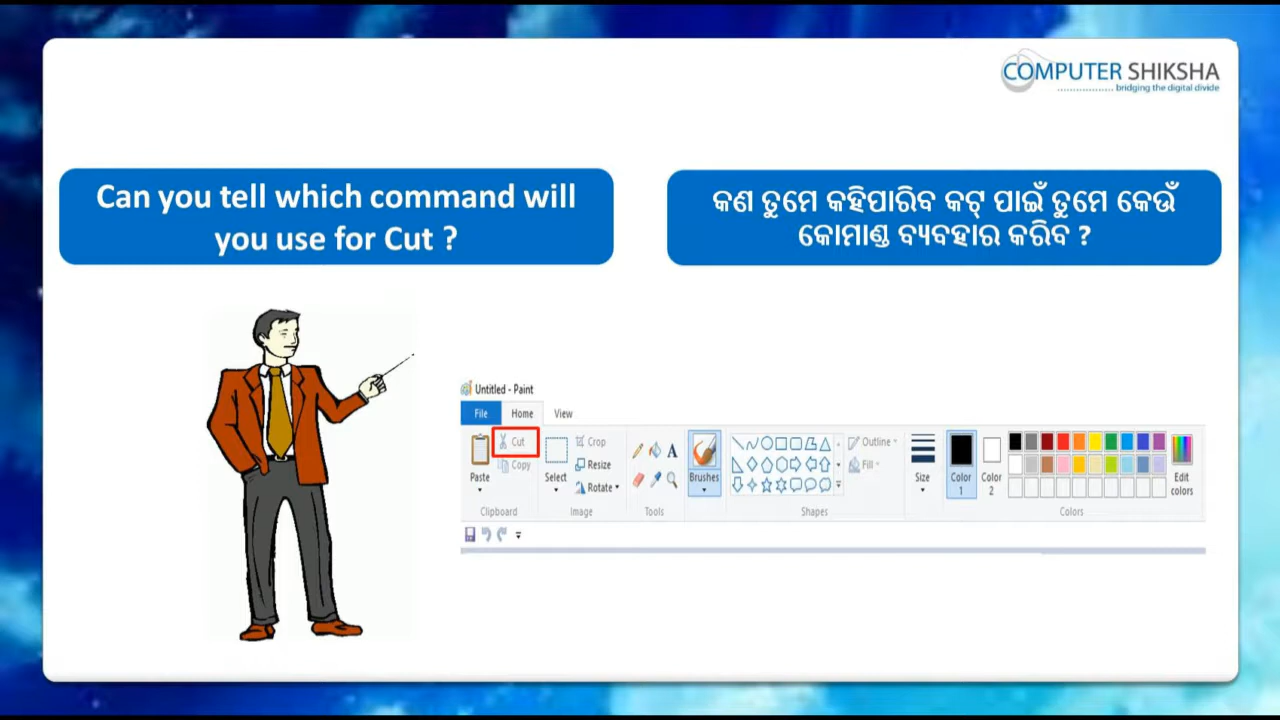 COMPUTER SHIKSHA
bridging the digital divide
Can you tell which command will
you use for Cut ?
କଣ ତୁମେ କହିପାରିବ କଟ୍ ପାଇଁ ତୁମେ କେଉଁ
କୋମାଣ୍ଡ ବ୍ୟବହାର କରିବ ?
Untitled - Paint
File Home View
Cut
Copy
Paste
Clipboard
Select
Crop
Resize
Rotate
Image
A
Tools
Brushes
Outline
Fill
Shapes
Size
Color
1
Color
2
Edit
colors
Colors